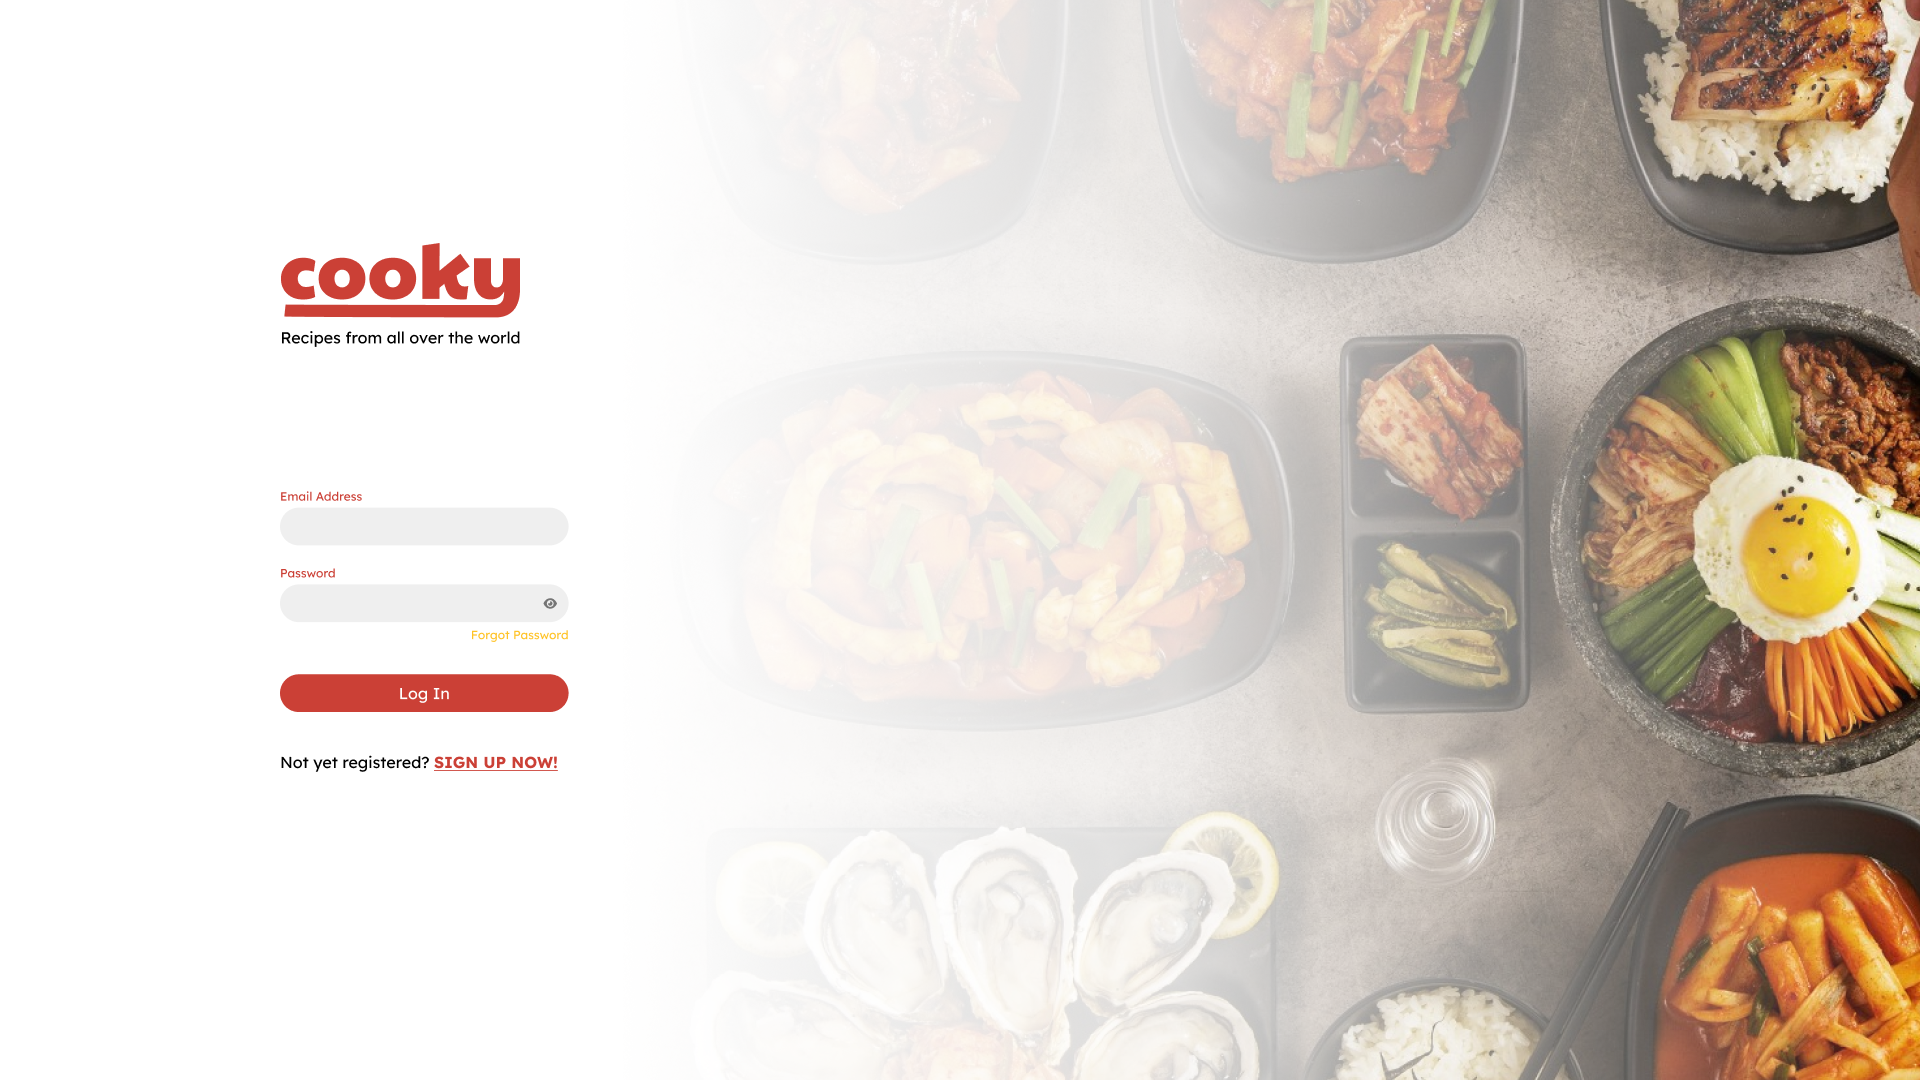 cooky
Recipes from all over the world
Email Address
Password
Forgot Password
Log In
Not yet registered? SIGN UP NOW!